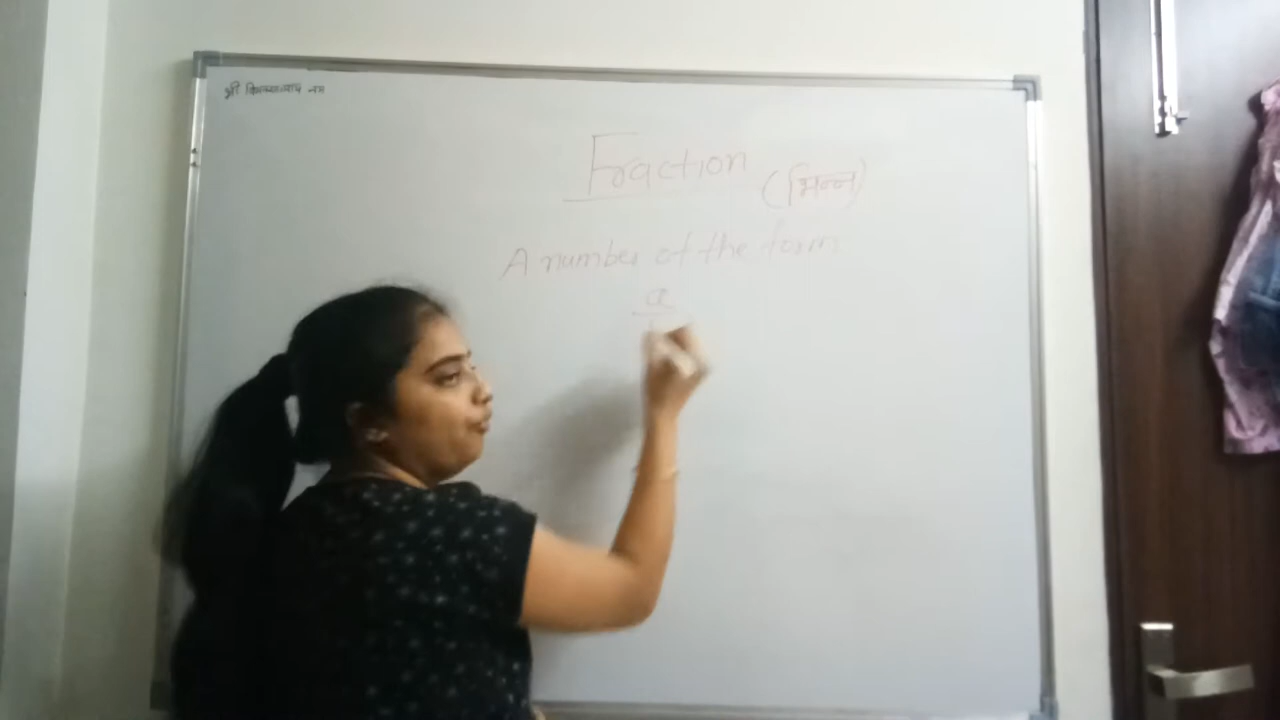 श्री
Fraction
(भिन्न)
A number of the form
a